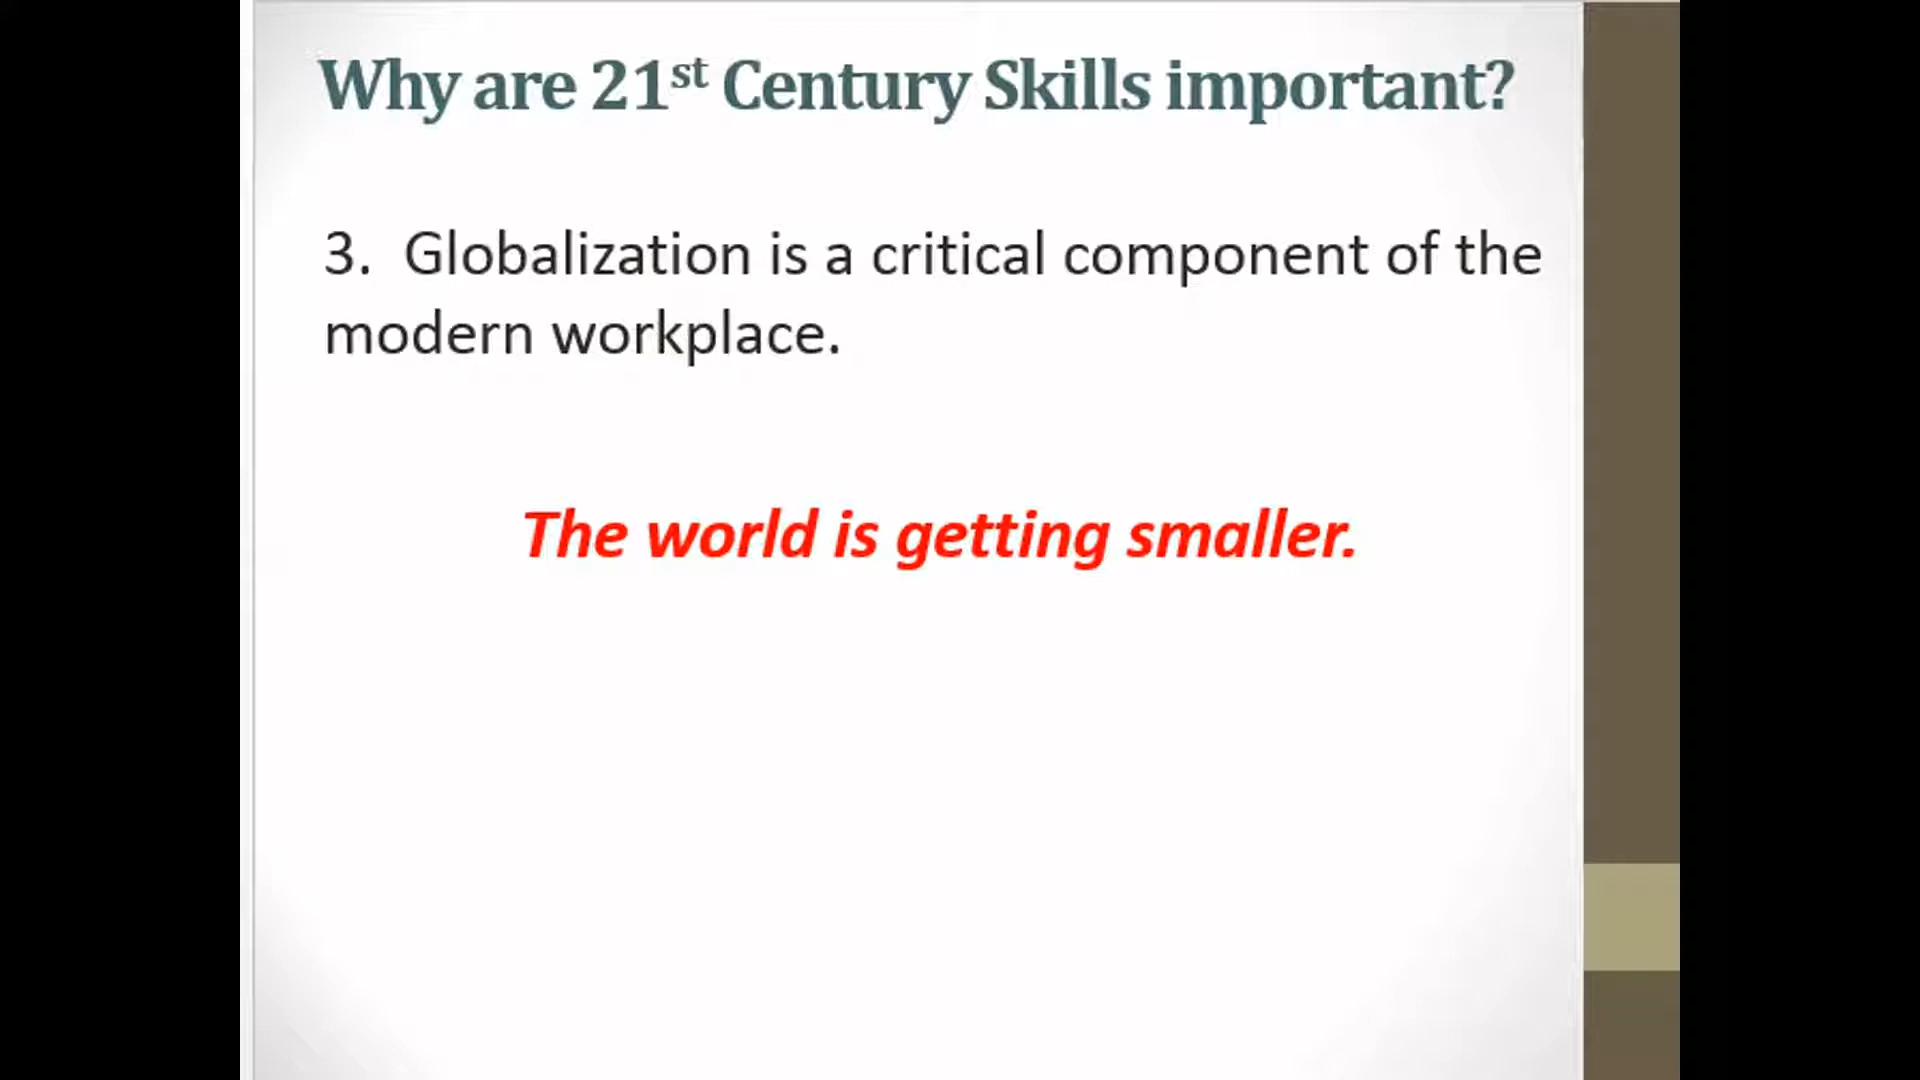 Why are 21st Century Skills important?
3. Globalization is a critical component of the
modern workplace.
The world is getting smaller.